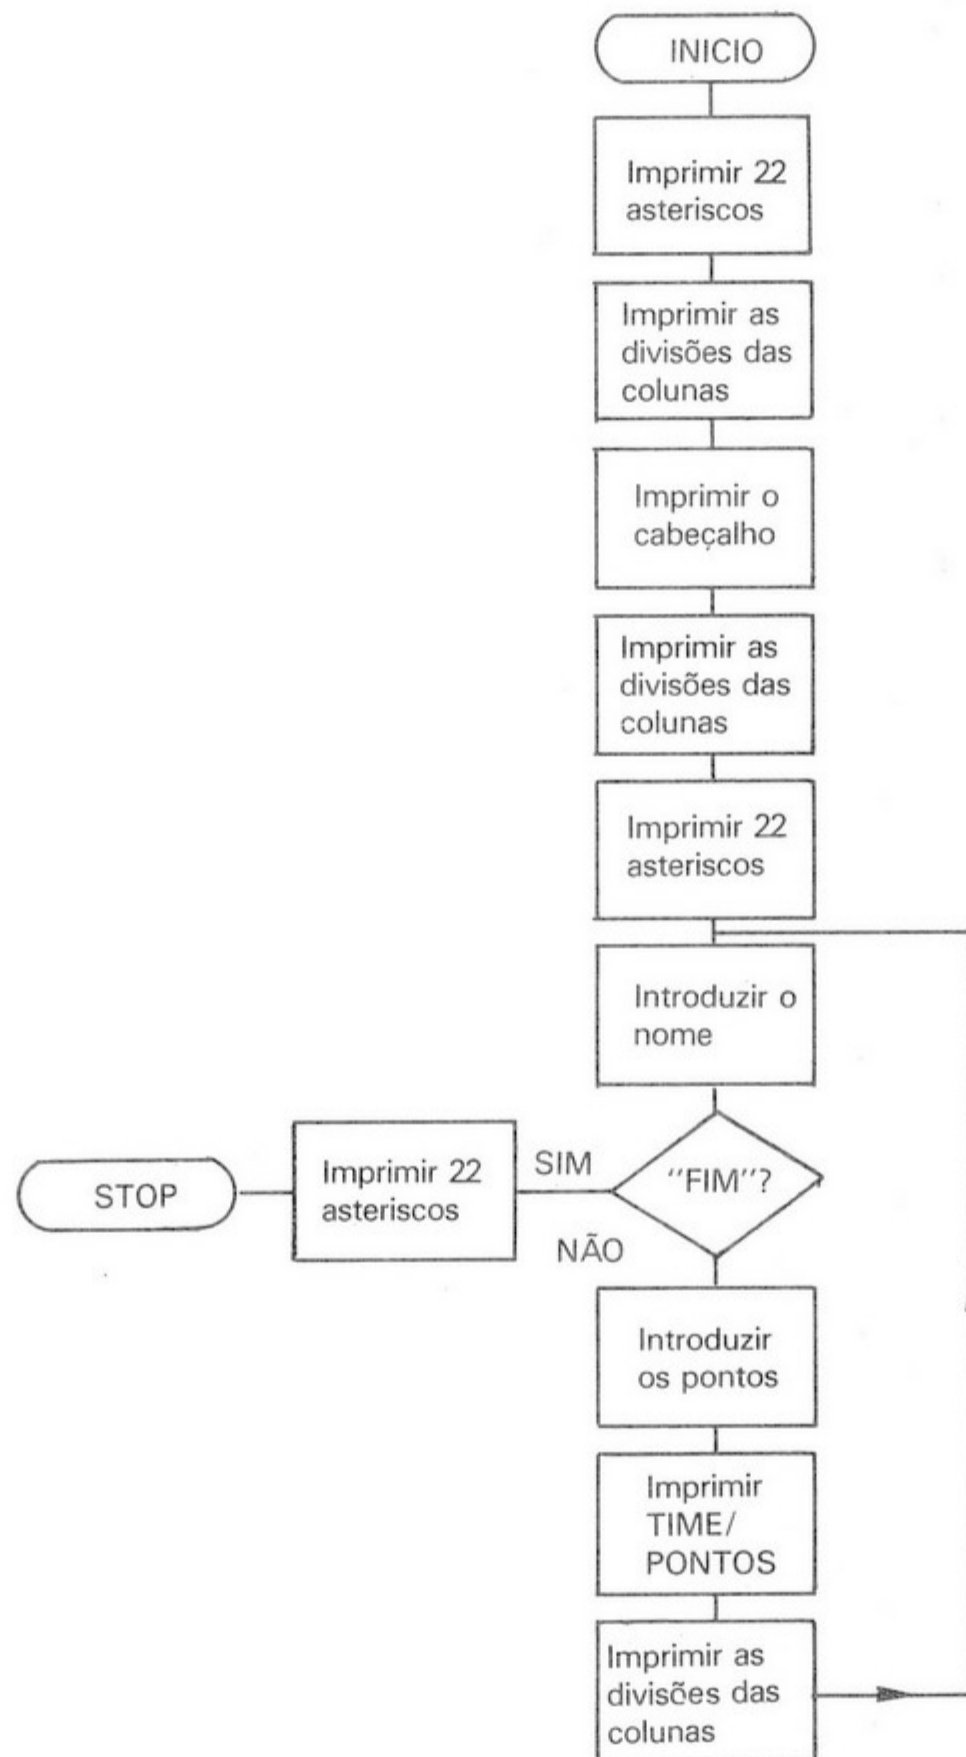 INICIO
Imprimir 22
asteriscos
Imprimir as
divisões das
colunas
Imprimir o
cabeçalho
Imprimir as
divisões das
colunas
Imprimir 22
asteriscos
Introduzir o
nome
"FIM"?
SIM
NÃO
Imprimir 22
asteriscos
STOP
Introduzir
os pontos
Imprimir
TIME/
PONTOS
Imprimir as
divisões das
colunas